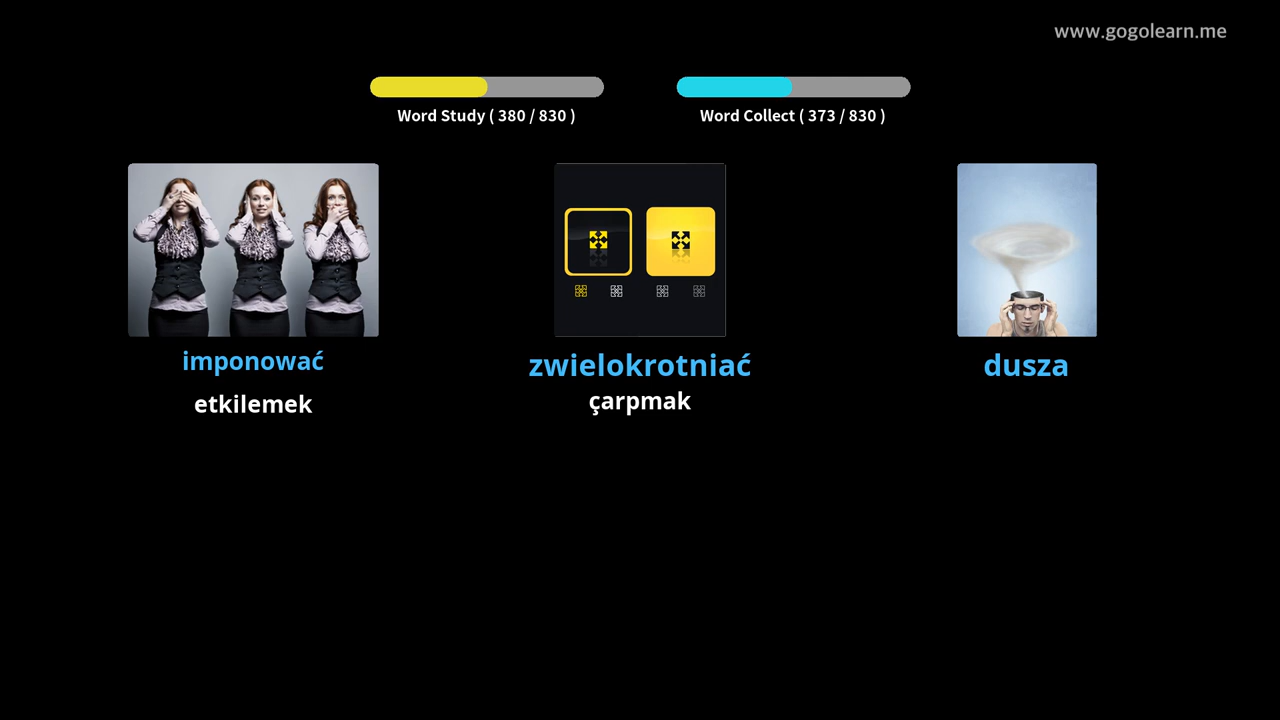 www.gogolearn.me
Word Study ( 380 / 830 )
Word Collect ( 373 / 830 )
imponować
etkilemek
zwielokrotniać
çarpmak
dusza